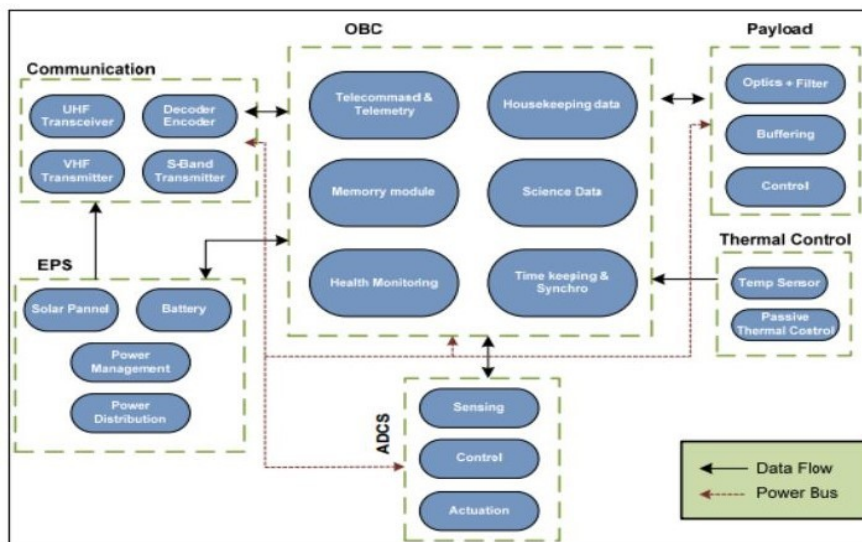 OBC
Payload
Communication
UHF
Transceiver
Decoder
Encoder
VHF
Transmitter
S-Band
Transmitter
Telecommand &
Telemetry
Housekeeping data
Memorry module
Science Data
Health Monitoring
Time keeping &
Synchro
Optics + Filter
Buffering
Control
Thermal Control
Temp Sensor
Passive
Thermal Control
EPS
Solar Pannel
Battery
Power
Management
Power
Distribution
ADCS
Sensing
Control
Actuation
Data Flow
Power Bus